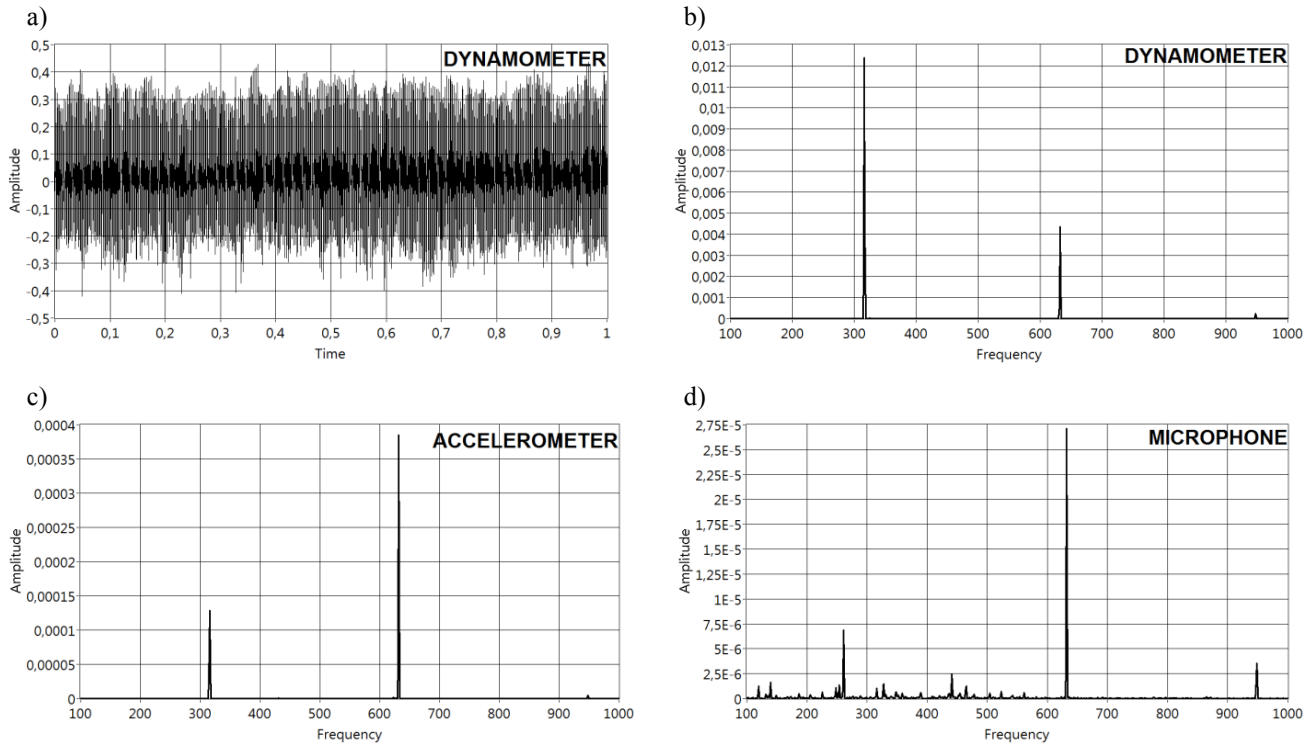 a)
DYNAMOMETER
0,5
0,4
0,3
0,2
0,1
0
-0,1
-0,2
-0,3
-0,4
-0,5
Amplitude
0 0,1 0,2 0,3 0,4 0,5 0,6 0,7 0,8 0,9 1
Time
b)
DYNAMOMETER
0,013
0,012
0,01
0,009
0,008
0,007
0,006
0,005
0,004
0,003
0,002
0,001
0
Amplitude
100 200 300 400 500 600 700 800 900 1000
Frequency
c)
ACCELEROMETER
0,0004
0,00035
0,0003
0,00025
0,0002
0,00015
0,0001
0,00005
0
Amplitude
100 200 300 400 500 600 700 800 900 1000
Frequency
d)
MICROPHONE
2,75E-5
2,5E-5
2,25E-5
2E-5
1,75E-5
1,5E-5
1,25E-5
1E-5
7,5E-6
5E-6
2,5E-6
0
Amplitude
100 200 300 400 500 600 700 800 900 1000
Frequency